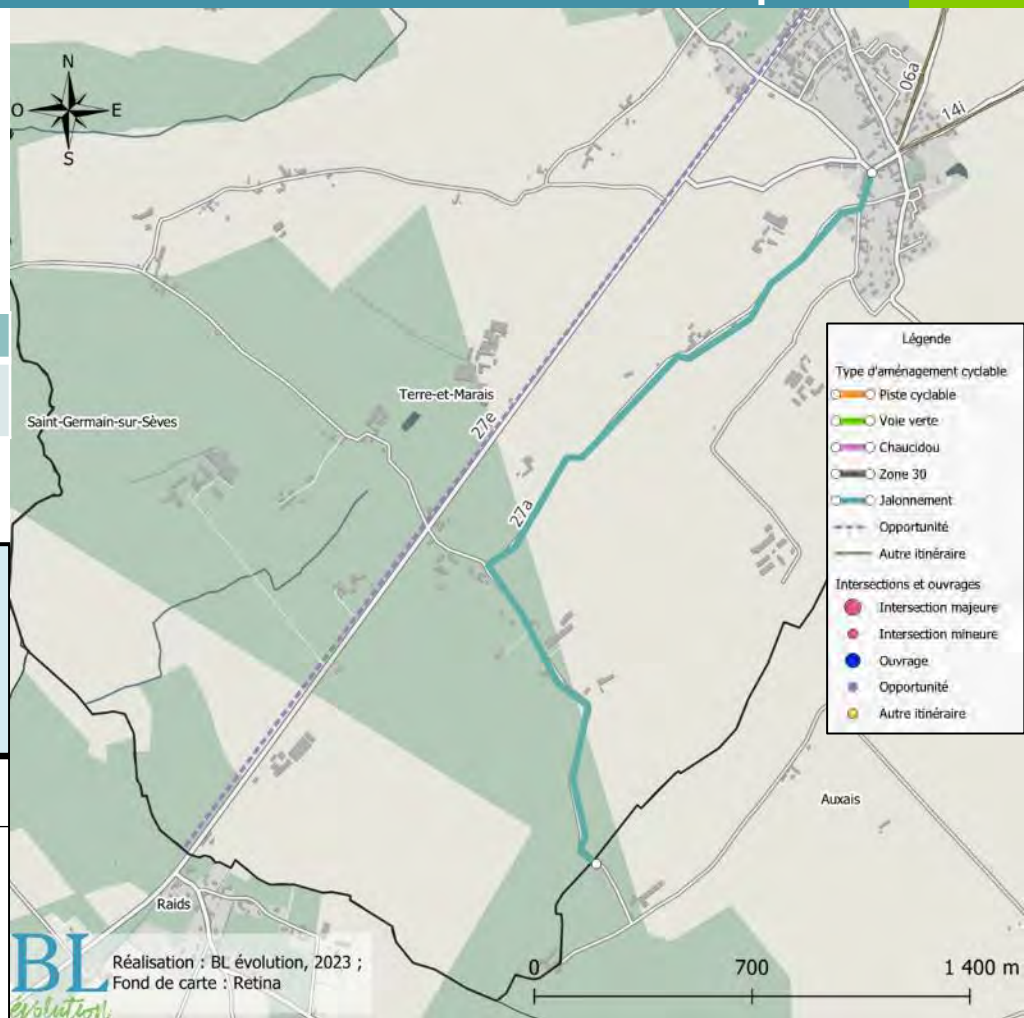 N
O
E
S
06a
14i
Terre-et-Marais
27e
Saint-Germain-sur-Sèves
27a
Auxais
Raids
Légende
Type d'aménagement cyclable
Piste cyclable
Voie verte
Chaucidou
Zone 30
Jalonnement
Opportunité
Autre itinéraire
Intersections et ouvrages
Intersection majeure
Intersection mineure
Ouvrage
Opportunité
Autre itinéraire
BL
évolution
Réalisation : BL évolution, 2023 ;
Fond de carte : Retina
0 700 1 400 m